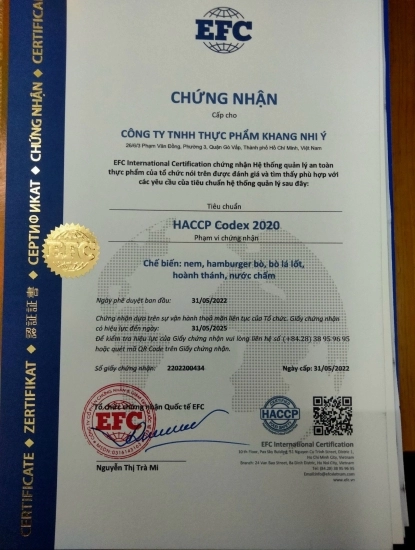 EFC
CHỨNG NHẬN
Cấp cho
CÔNG TY TNHH THỰC PHẨM KHANG NHI Ý
26/6/3 Phạm Văn Đồng, Phường 3, Quận Gò Vấp, Thành phố Hồ Chí Minh, Việt Nam
EFC International Certification chứng nhận Hệ thống quản lý an toàn
thực phẩm của tổ chức nói trên được đánh giá và tìm thấy phù hợp với
các yêu cầu của tiêu chuẩn hệ thống quản lý sau đây:
Tiêu chuẩn
HACCP Codex 2020
Phạm vi chứng nhận
Chế biến: nem, hamburger bò, bò lá lốt,
hoành thánh, nước chấm
Ngày phê duyệt ban đầu: 31/05/2022
Chứng nhận dựa trên sự vận hành thoả mãn liên tục của Tổ chức. Giấy chứng nhận
có hiệu lực đến ngày: 31/05/2025
Để kiểm tra hiệu lực của Giấy chứng nhận vui lòng liên hệ số (+84.28) 38 95 96 95
hoặc quét mã QR Code trên Giấy chứng nhận.
Số giấy chứng nhận: 2202200434 Ngày cấp: 31/05/2022
Tổ chức chứng nhận Quốc tế EFC
EFC
Nguyễn Thị Trà Mi
HACCP
EFC International Certification
www.efc.vn
CERTIFICATE ◆ ZERTIFIKAT ◆ 認証証書 ◆ СЕРТИФИКАТ ◆ CHỨNG NHẬN ◆ CERTIFIC
EFC